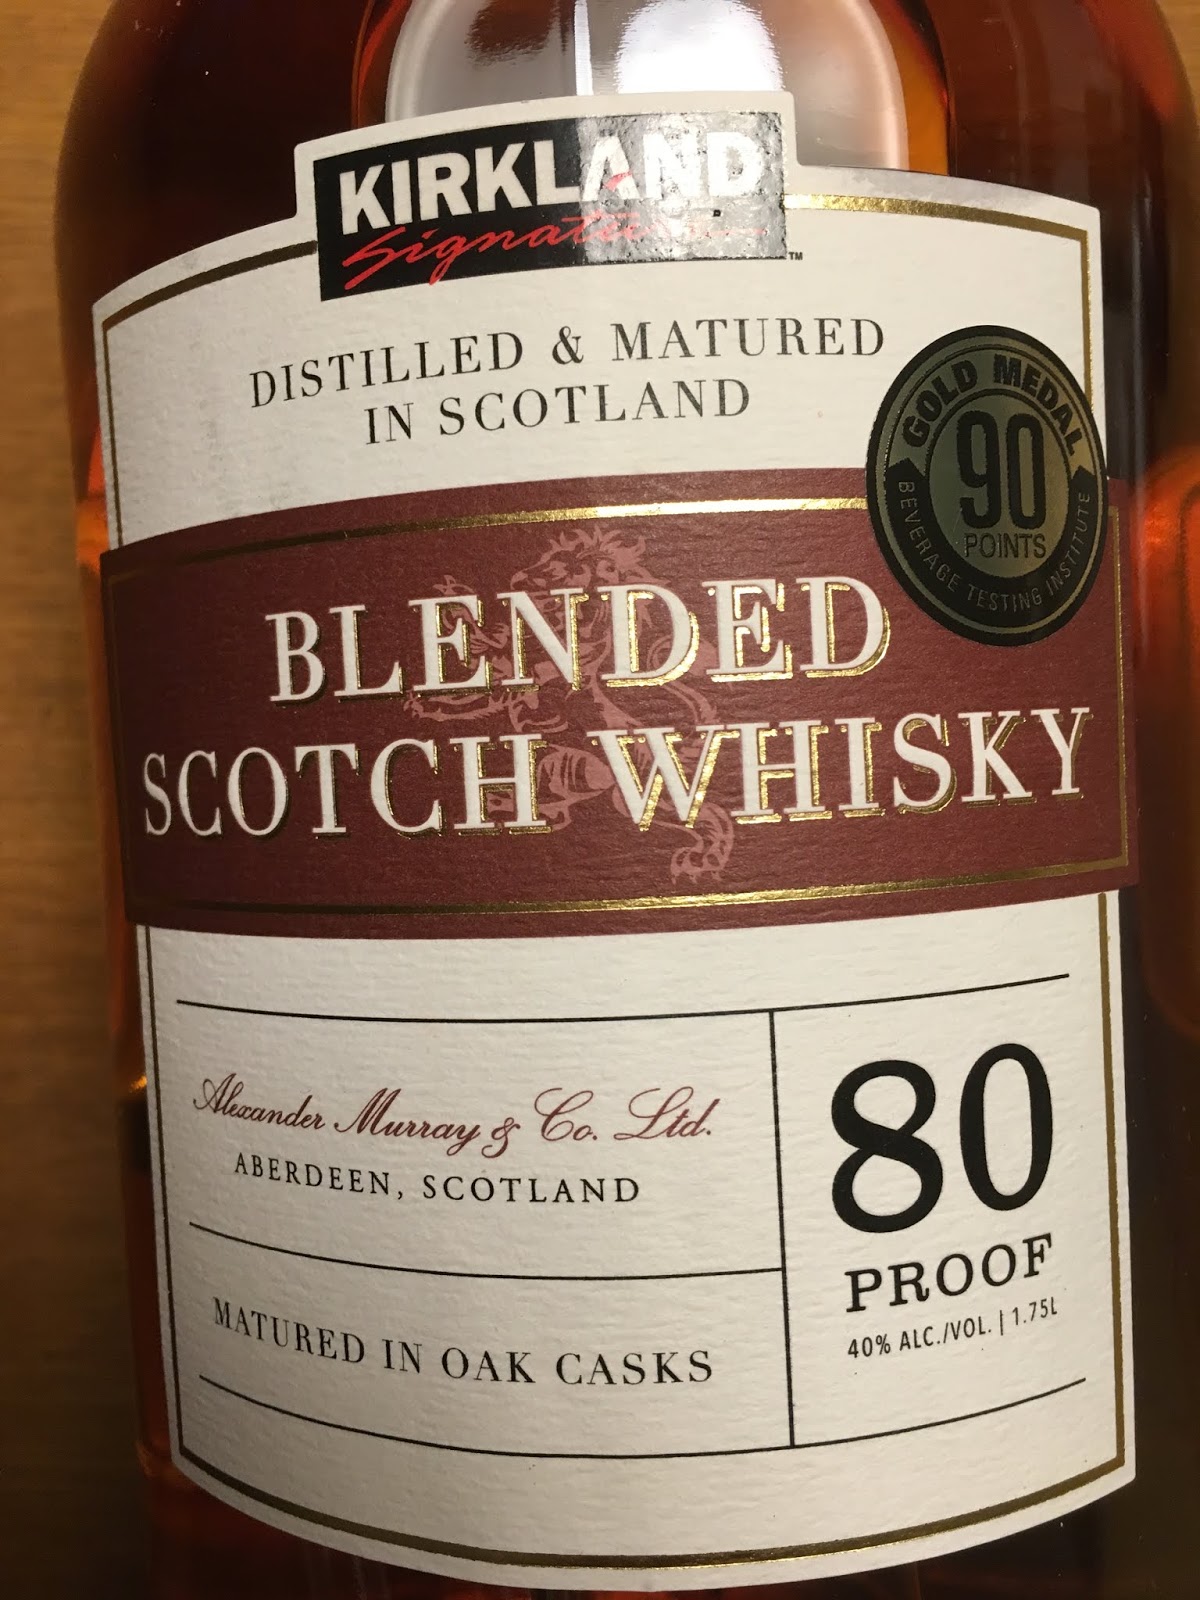 KIRKLAND
Signature
™
DISTILLED & MATURED
IN SCOTLAND
GOLD MEDAL
90
POINTS
BEVERAGE TESTING INSTITUTE
BLENDED
SCOTCH WHISKY
Alexander Murray & Co. Ltd.
ABERDEEN, SCOTLAND
MATURED IN OAK CASKS
80
PROOF
40% ALC./VOL. | 1.75L